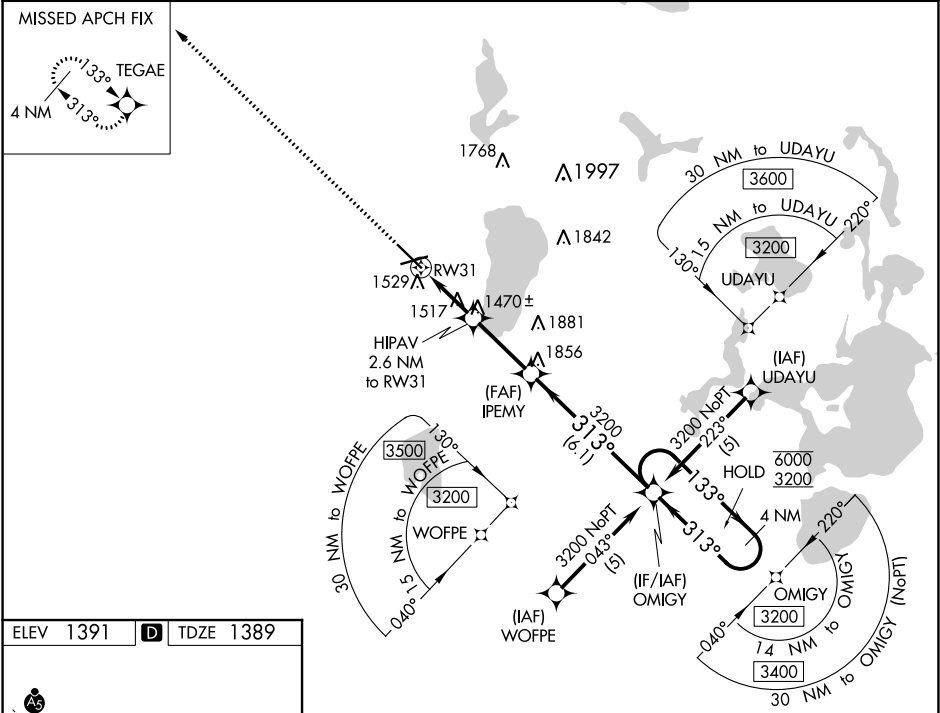 MISSED APCH FIX
TEGAE
133°
313°
4 NM
1768
1997
1842
1529
RW31
1517
1470±
1881
1856
HIPAV
2.6 NM
to RW31
(FAF)
IPEMY
30 NM to UDAYU
3600
15 NM to UDAYU
3200
220°
130°
UDAYU
(IAF)
UDAYU
3200 NoPT
223°
(5)
3200
313°
(6.1)
HOLD
6000
3200
133°
313°
4 NM
(IF/IAF)
OMIGY
3200 NoPT
043°
(5)
(IAF)
WOFPE
30 NM to WOFPE
3500
130°
15 NM to WOFPE
3200
WOFPE
040°
220°
OMIGY
040°
3200
14 NM to OMIGY
3400
30 NM to OMIGY (NoPT)
ELEV 1391 D TDZE 1389
A5